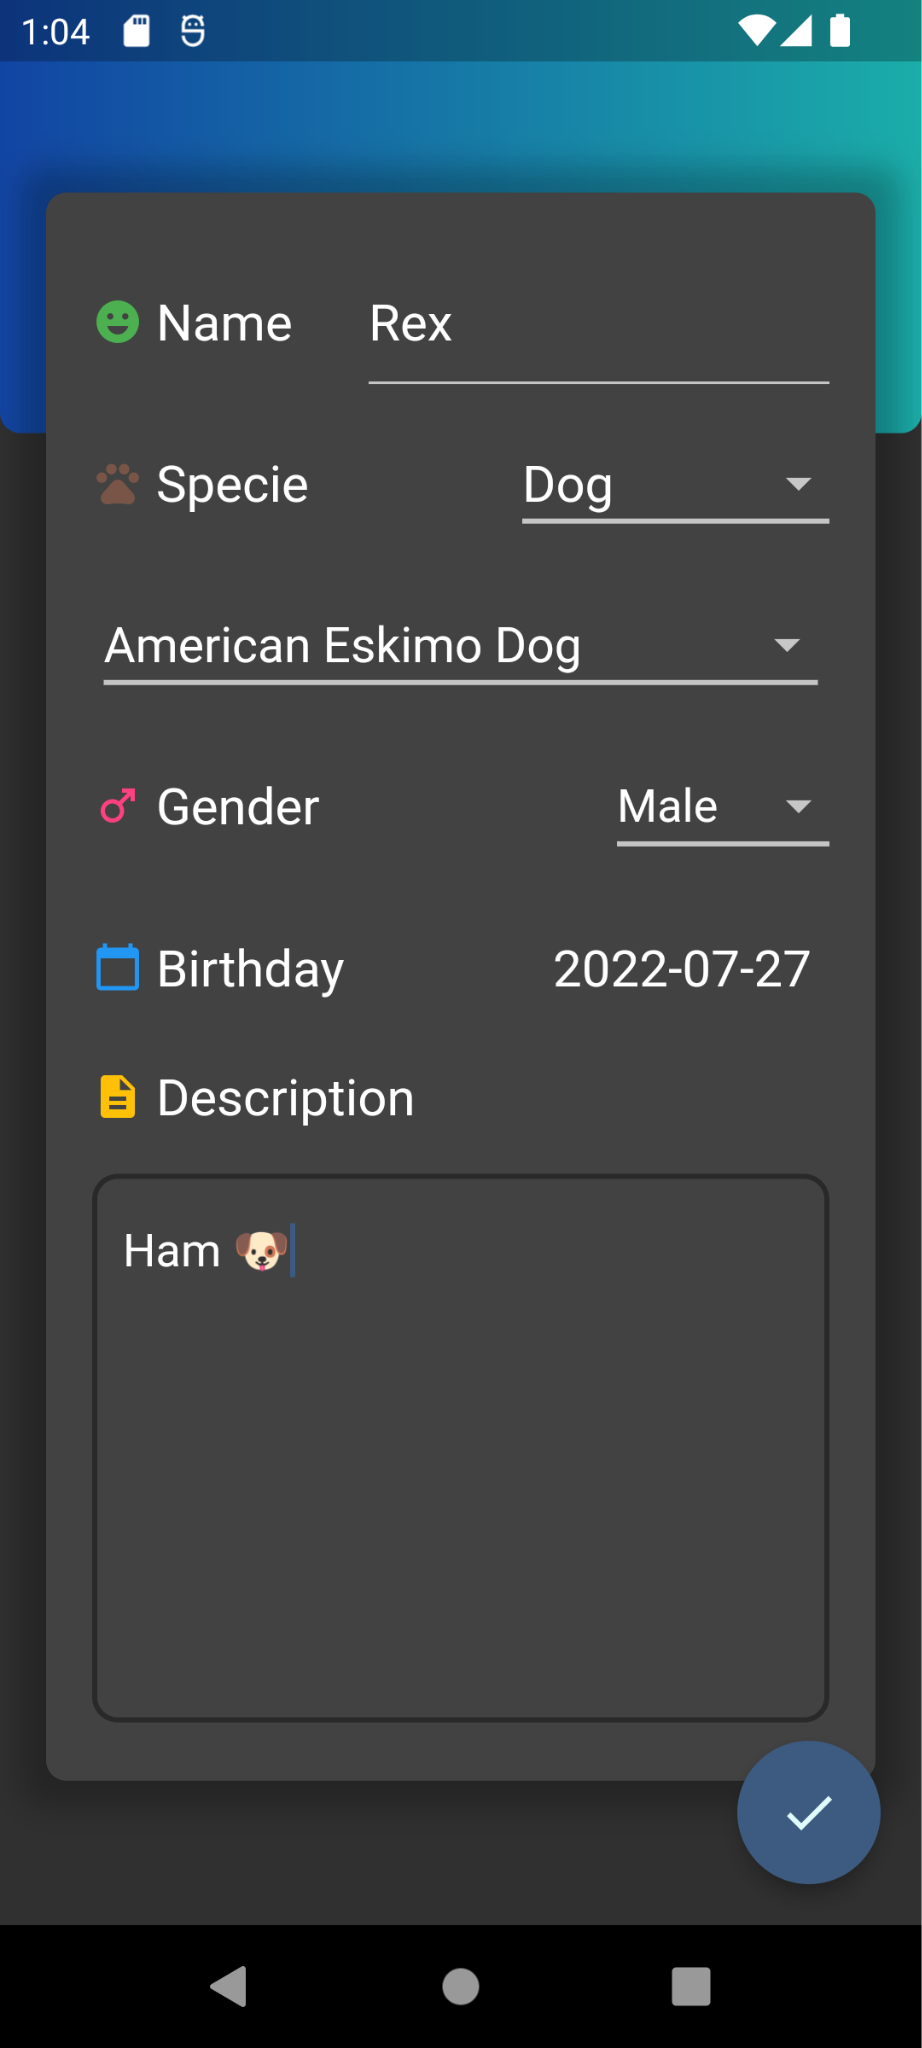 1:04
Name Rex
Specie Dog
American Eskimo Dog
Gender Male
Birthday 2022-07-27
Description
Ham 🐶